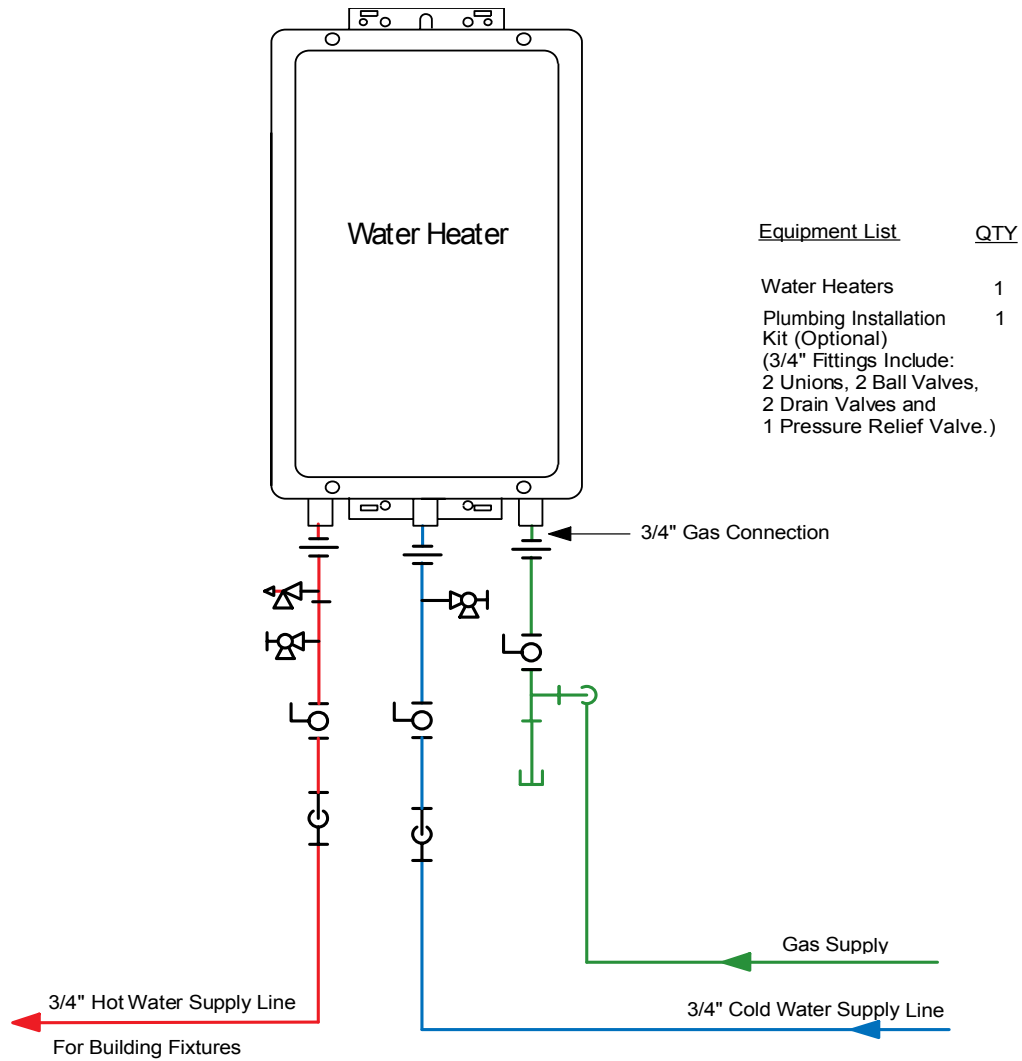 Water Heater
Equipment List QTY
Water Heaters 1
Plumbing Installation 1
Kit (Optional)
(3/4" Fittings Include:
2 Unions, 2 Ball Valves,
2 Drain Valves and
1 Pressure Relief Valve.)
3/4" Gas Connection
Gas Supply
3/4" Hot Water Supply Line
3/4" Cold Water Supply Line
For Building Fixtures